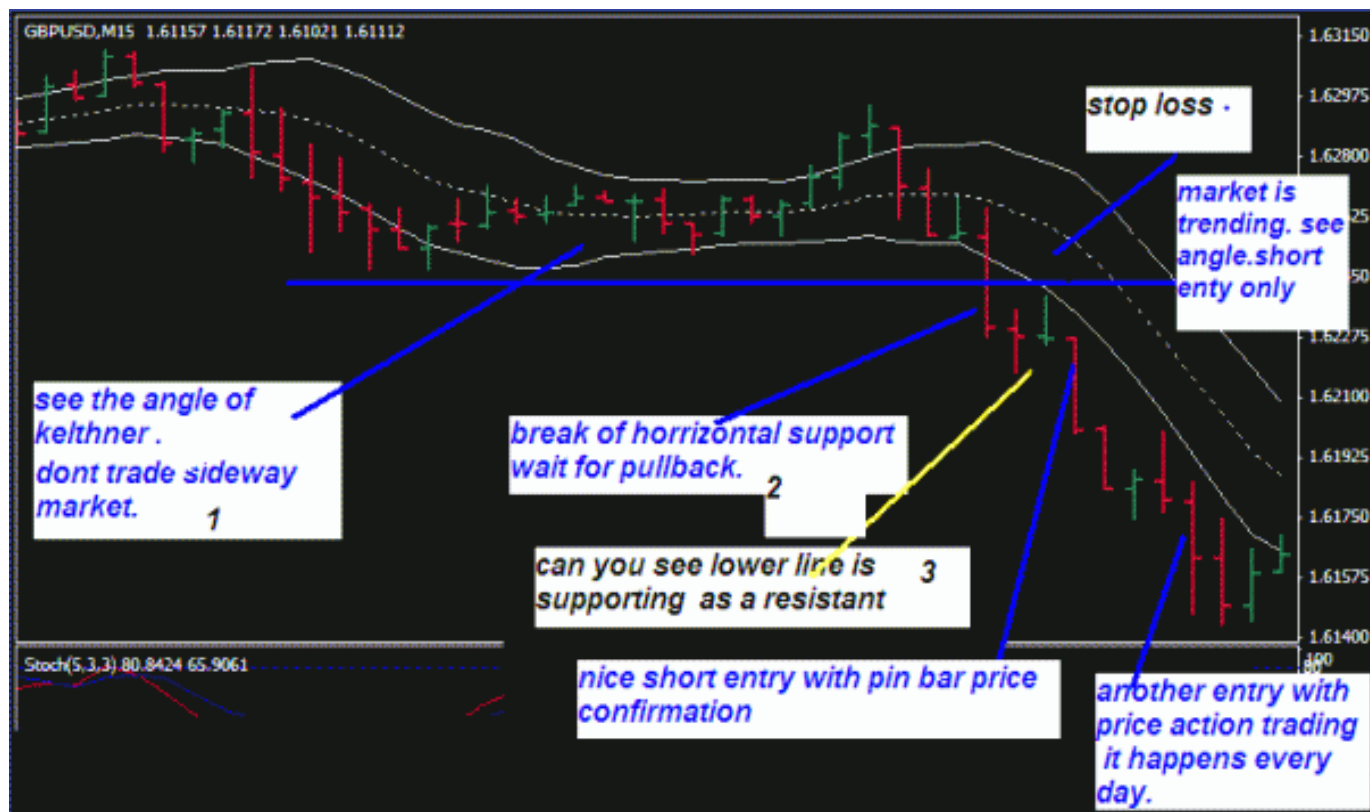 GBPUSD,M15 1.61157 1.61172 1.61021 1.61112
1.63150
1.62975
stop loss
1.62800
market is
trending. see
angle.short
enty only
1.62275
1.62100
see the angle of
kelthner .
dont trade sideway
market.
1
break of horrizontal support
wait for pullback.
2
1.61925
1.61750
can you see lower line is
supporting as a resistant
3
1.61575
1.61400
Stoch(5,3,3) 80.8424 65.9061
100
80
nice short entry with pin bar price
confirmation
another entry with
price action trading
it happens every
day.